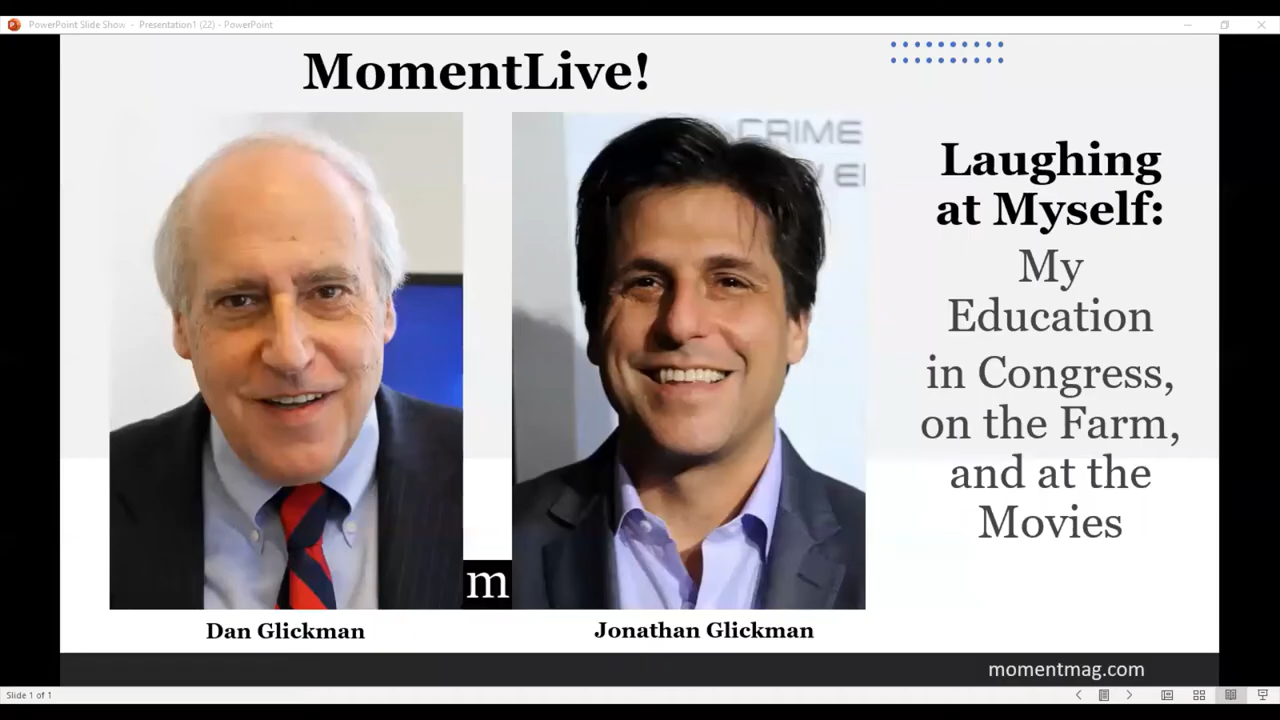 PowerPoint Slide Show - Presentation1 (22) - PowerPoint
MomentLive!
CRIME
W E
Laughing
at Myself:
My
Education
in Congress,
on the Farm,
and at the
Movies
m
Dan Glickman
Jonathan Glickman
momentmag.com
Slide 1 of 1